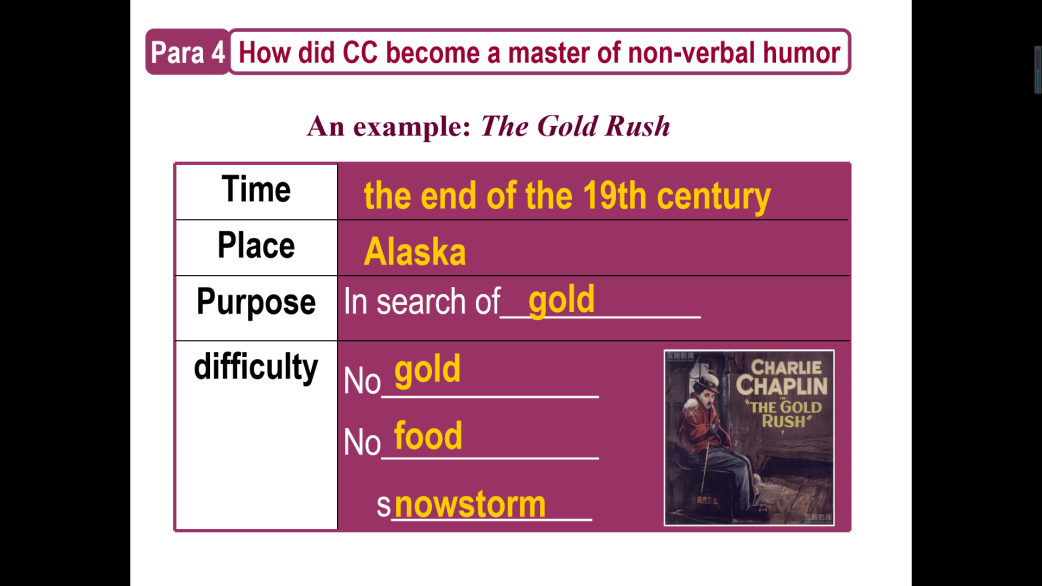 Para 4 How did CC become a master of non-verbal humor
An example: The Gold Rush
Time the end of the 19th century
Place Alaska
Purpose In search of gold
difficulty No gold
No food
snowstorm
CHARLIE
CHAPLIN
"THE GOLD
RUSH"